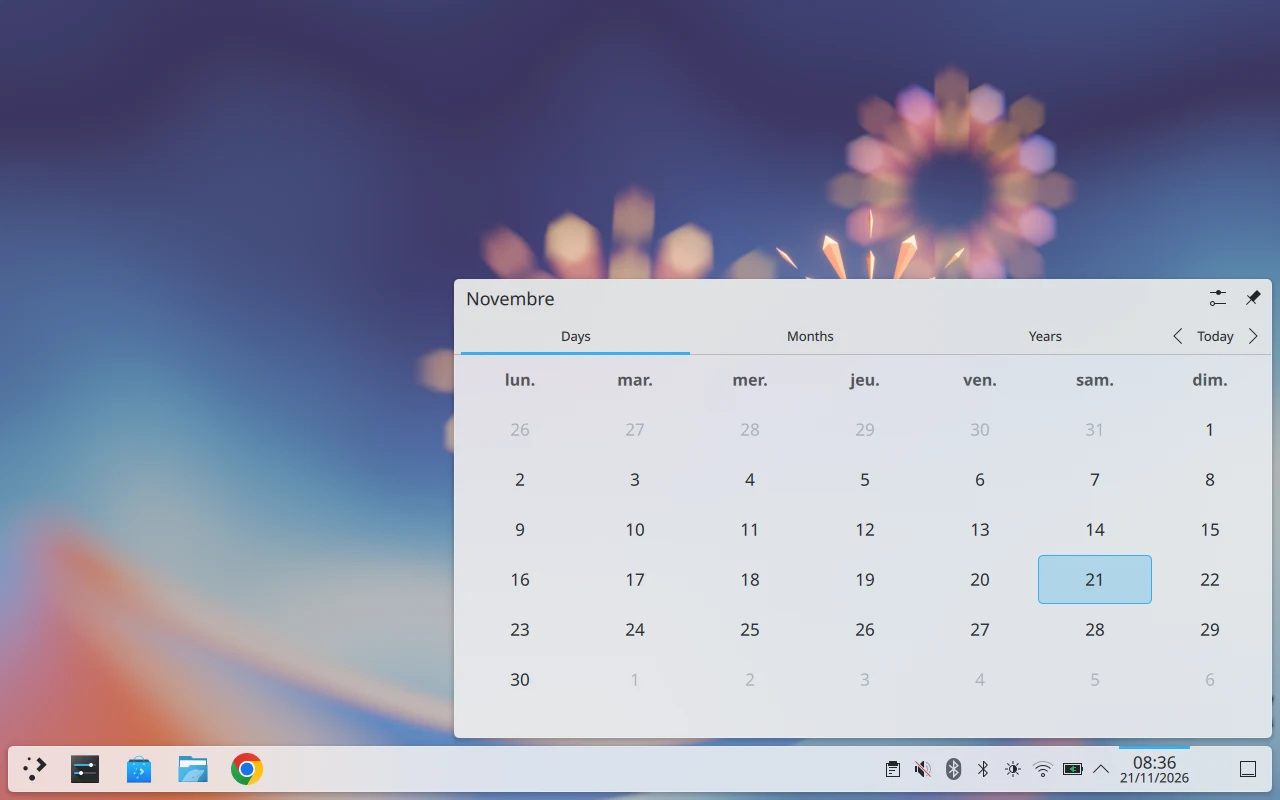 Novembre
Days Months Years Today
lun. mar. mer. jeu. ven. sam. dim.
26 27 28 29 30 31 1
2 3 4 5 6 7 8
9 10 11 12 13 14 15
16 17 18 19 20 21 22
23 24 25 26 27 28 29
30 1 2 3 4 5 6
08:36
21/11/2026